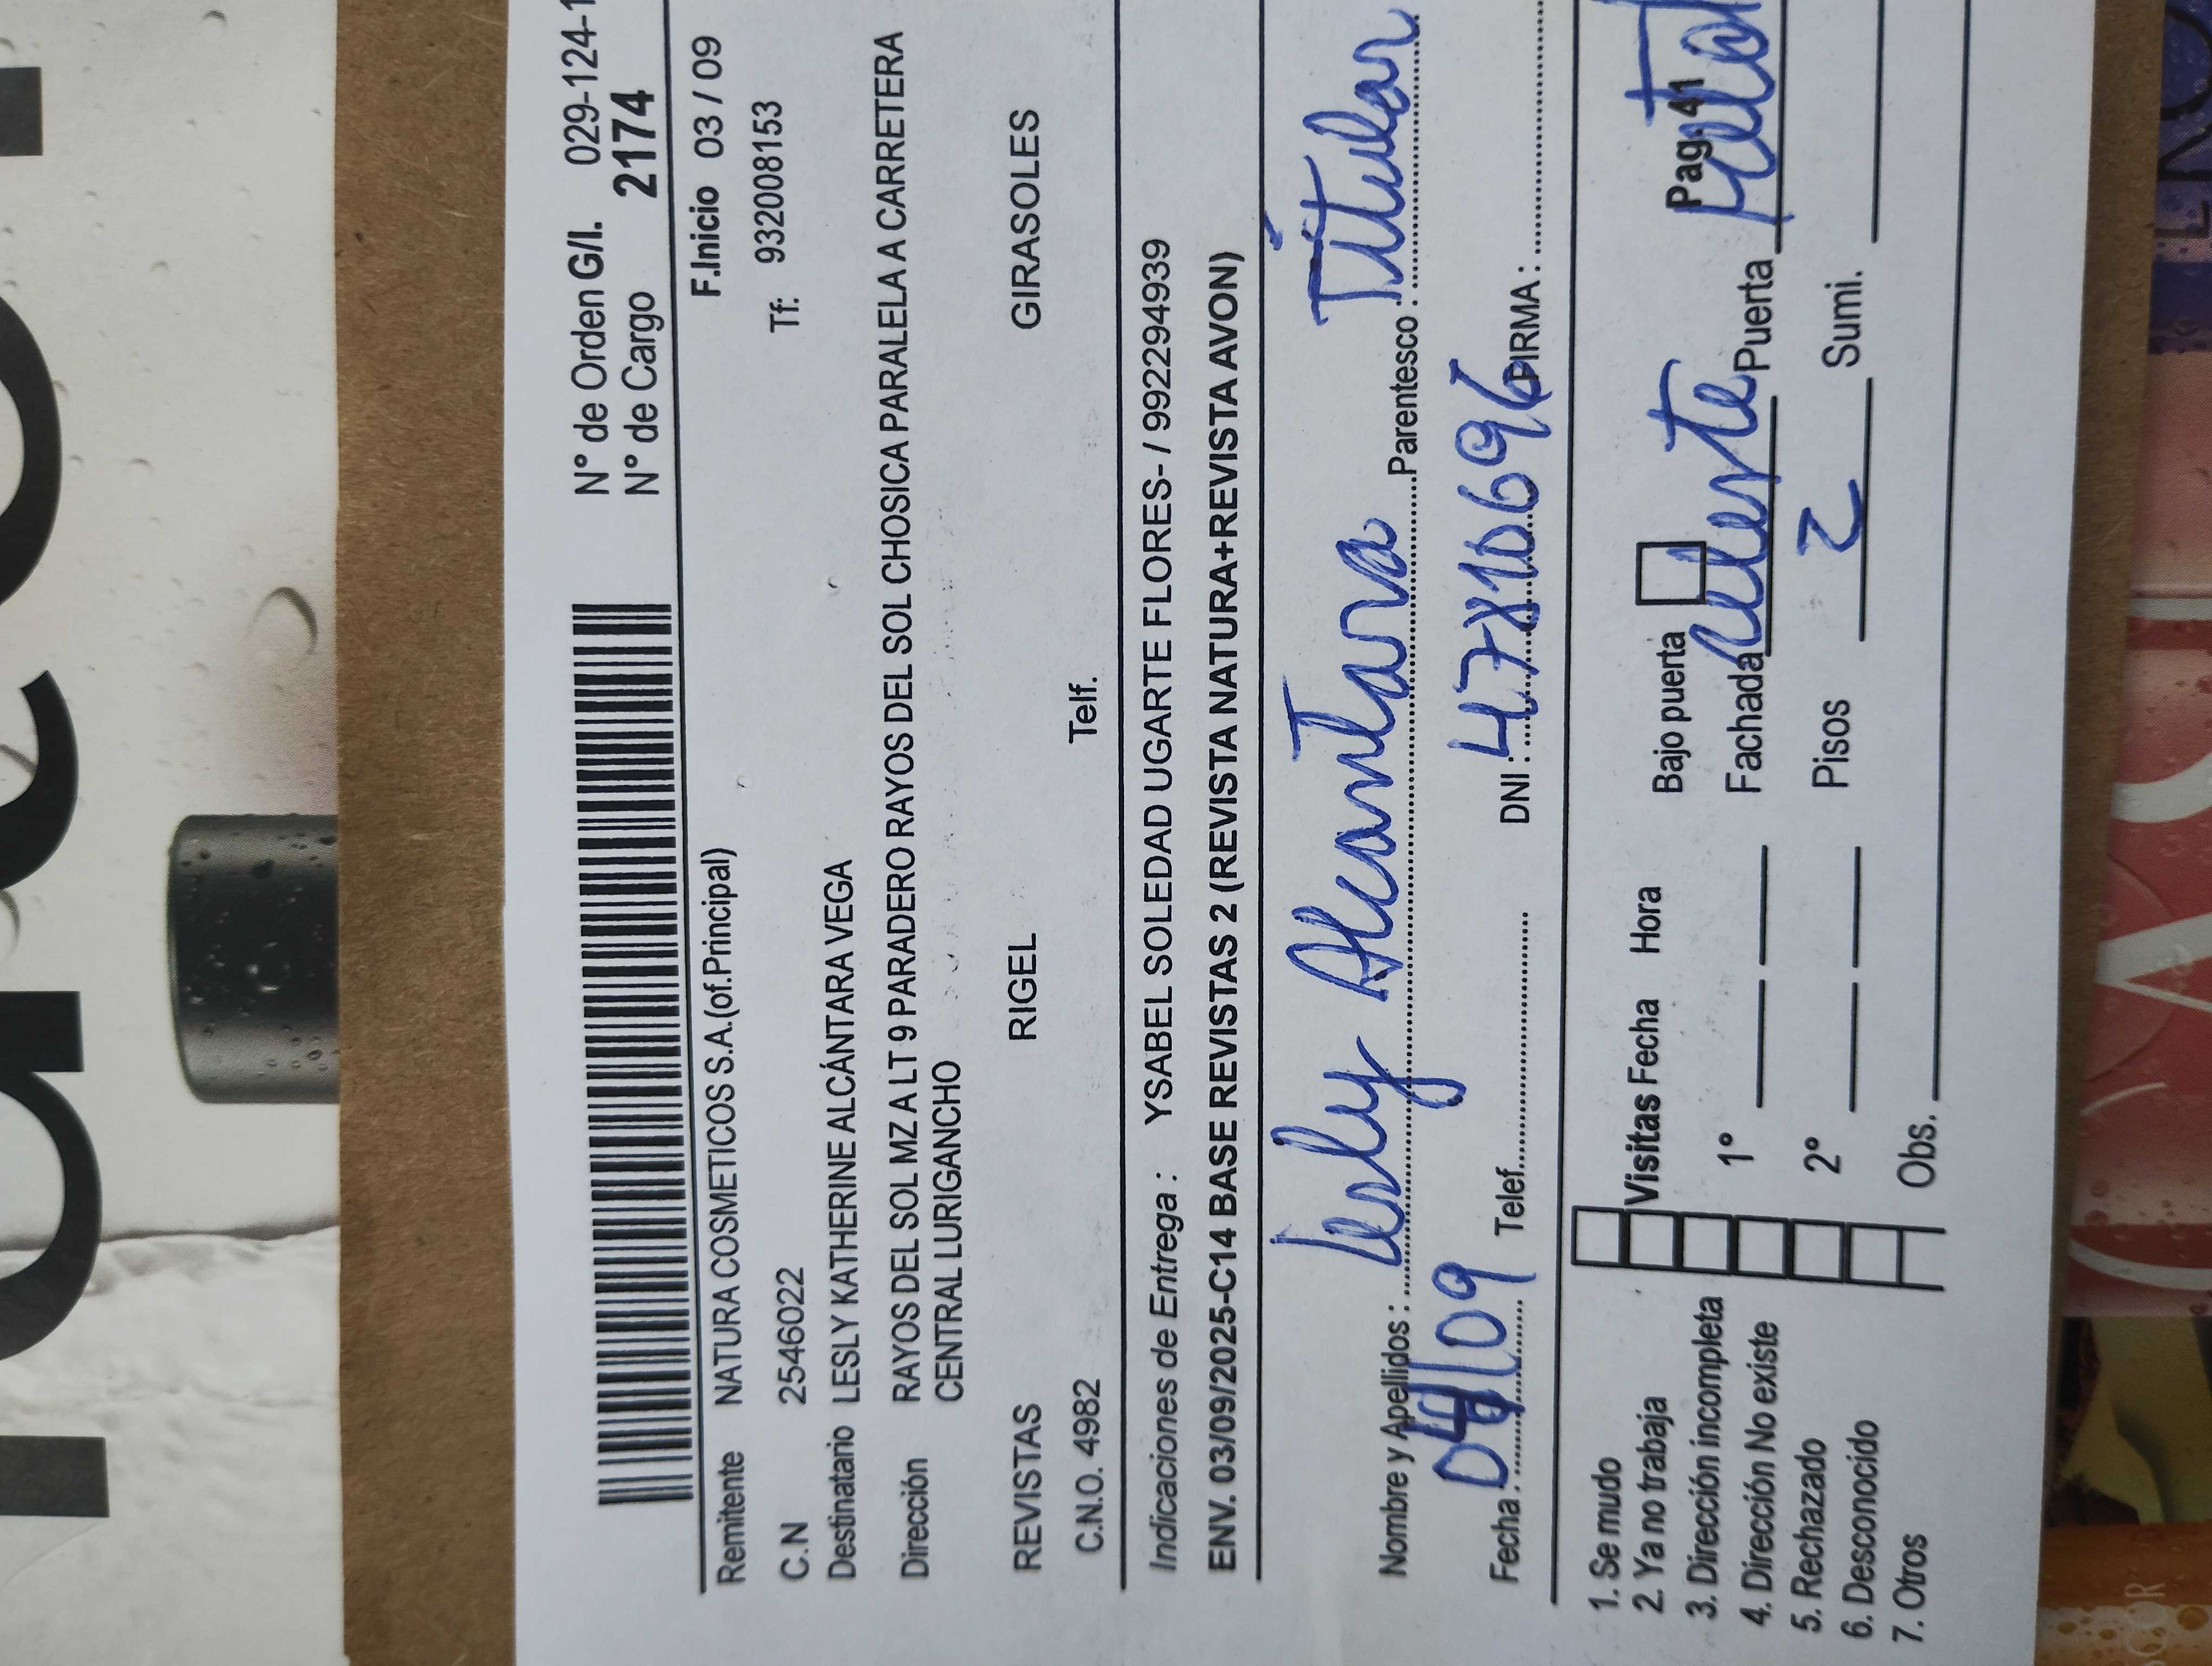 N° de Orden G/I. 029-124-1
N° de Cargo 2174
F.Inicio 03 / 09
Remitente NATURA COSMETICOS S.A.(of.Principal)
C.N 2546022 Tf: 932008153
Destinatario LESLY KATHERINE ALCÁNTARA VEGA
Dirección RAYOS DEL SOL MZ A LT 9 PARADERO RAYOS DEL SOL CHOSICA PARALELA A CARRETERA
CENTRAL LURIGANCHO
REVISTAS RIGEL GIRASOLES
C.N.O. 4982 Telf.
Indicaciones de Entrega : YSABEL SOLEDAD UGARTE FLORES- / 992294939
ENV. 03/09/2025-C14 BASE REVISTAS 2 (REVISTA NATURA+REVISTA AVON)
Nombre y Apellidos : Lesly Alcantara Parentesco : Titular
Fecha : 04/09 Telef. DNI : 47810696 FIRMA :
1. Se mudo
2. Ya no trabaja Visitas Fecha Hora Bajo puerta Pag. 41
3. Dirección incompleta 1° Fachada Celeste Puerta
4. Dirección No existe
5. Rechazado 2° Pisos 2 Sumi.
6. Desconocido
7. Otros Obs.